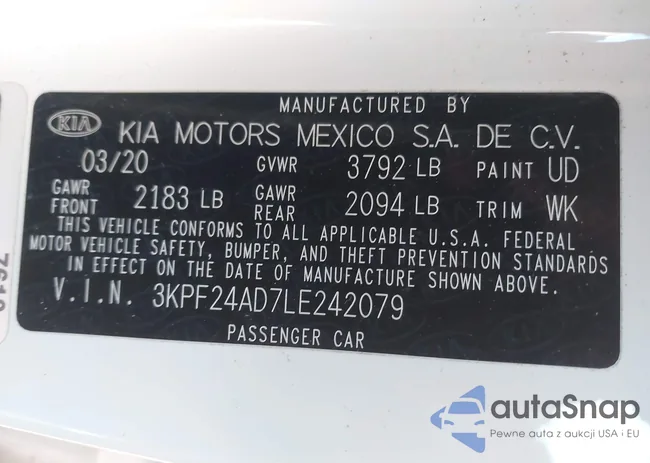 MANUFACTURED BY
KIA KIA MOTORS MEXICO S.A. DE C.V.
03/20 GVWR 3792 LB PAINT UD
GAWR FRONT 2183 LB GAWR REAR 2094 LB TRIM WK
THIS VEHICLE CONFORMS TO ALL APPLICABLE U.S.A. FEDERAL
MOTOR VEHICLE SAFETY, BUMPER, AND THEFT PREVENTION STANDARDS
IN EFFECT ON THE DATE OF MANUFACTURE SHOWN ABOVE.
V.I.N. 3KPF24AD7LE242079
PASSENGER CAR
autaSnap
Pewne auta z aukcji USA i EU